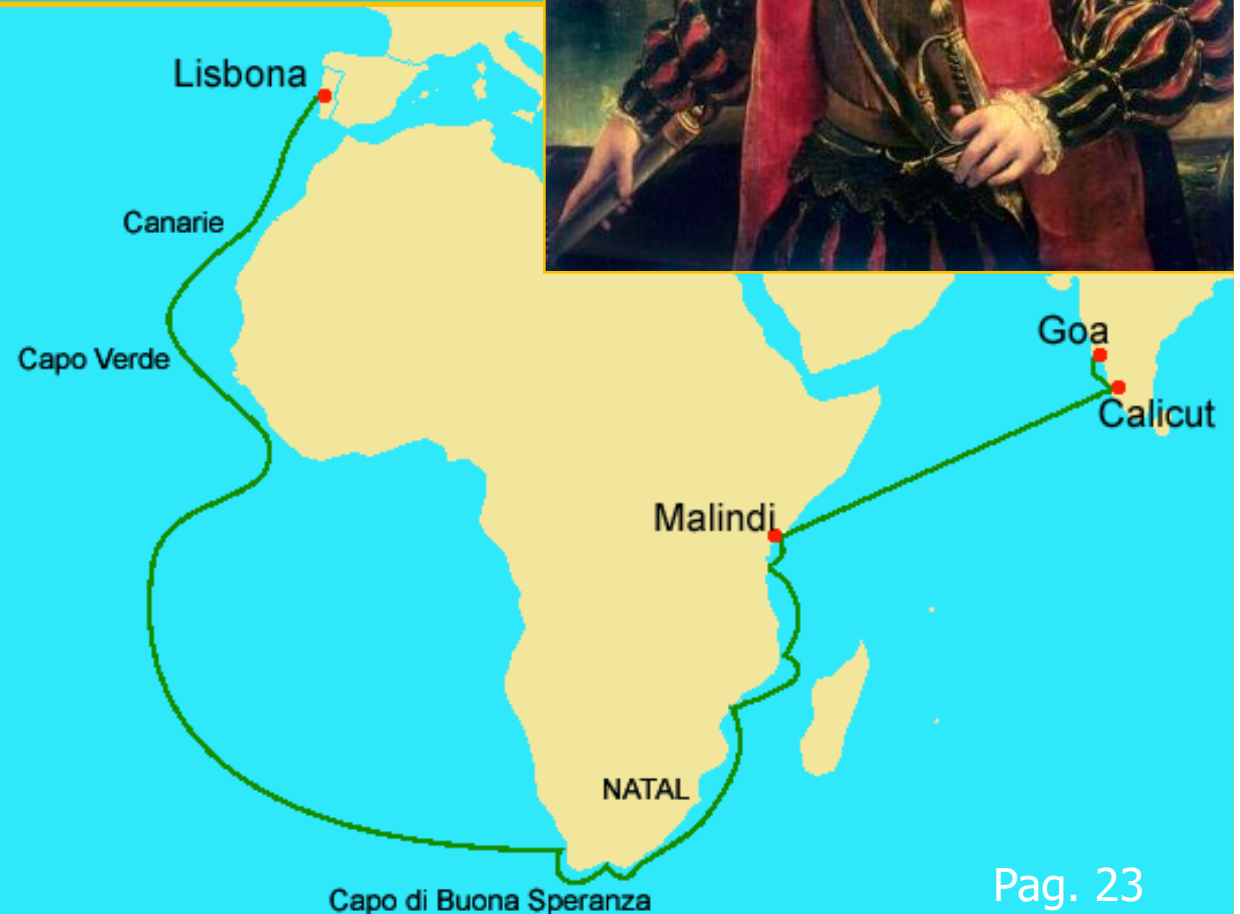 Lisbona
Canarie
Capo Verde
Goa
Calicut
Malindi
NATAL
Capo di Buona Speranza
Pag. 23